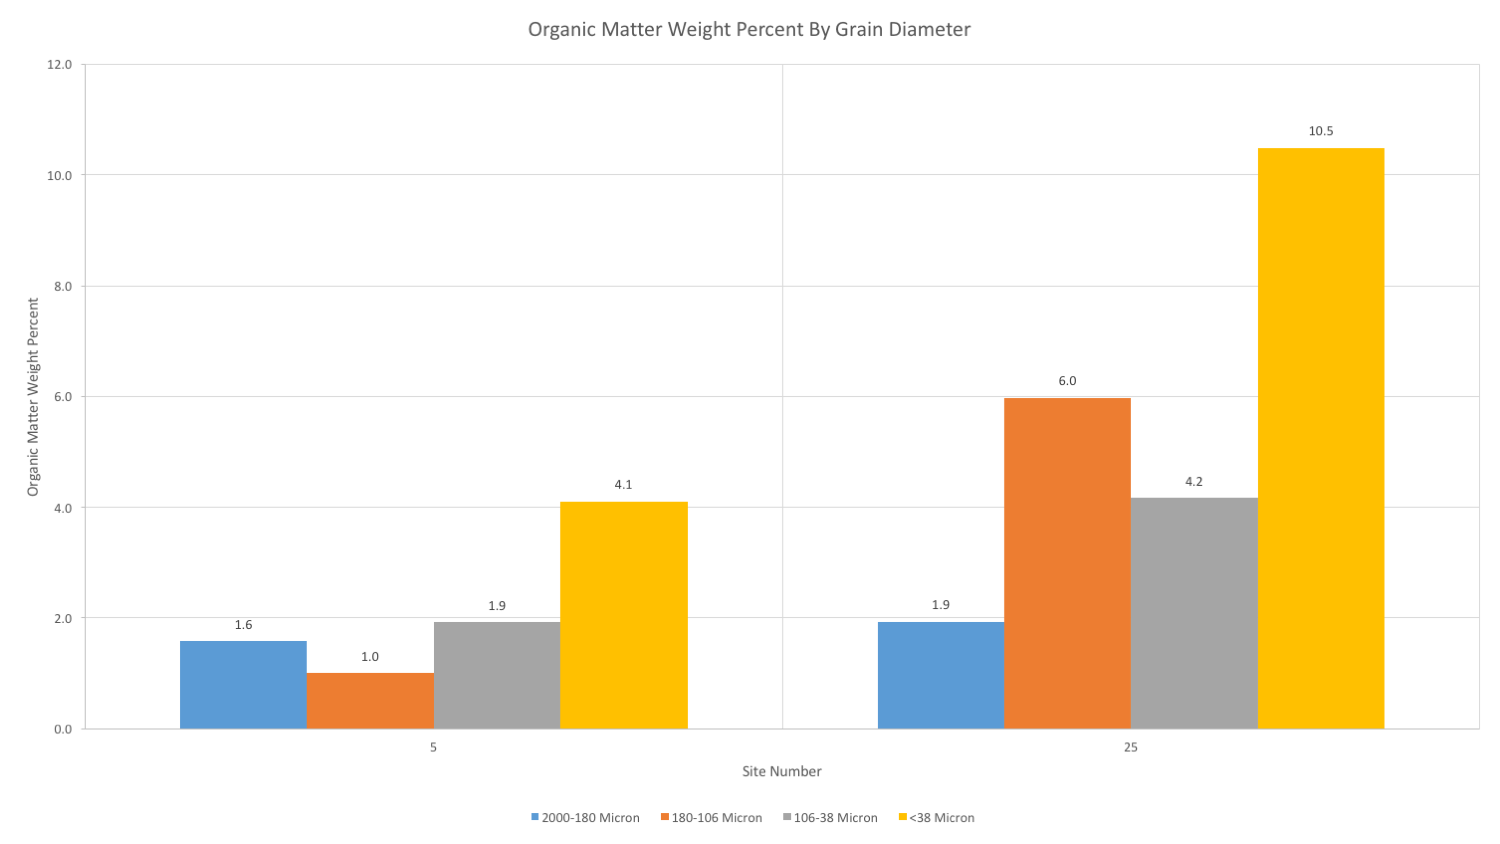 Organic Matter Weight Percent By Grain Diameter
12.0
10.0
8.0
6.0
4.0
2.0
0.0
Organic Matter Weight Percent
1.6
1.0
1.9
4.1
1.9
6.0
4.2
10.5
5
25
Site Number
2000-180 Micron
180-106 Micron
106-38 Micron
<38 Micron